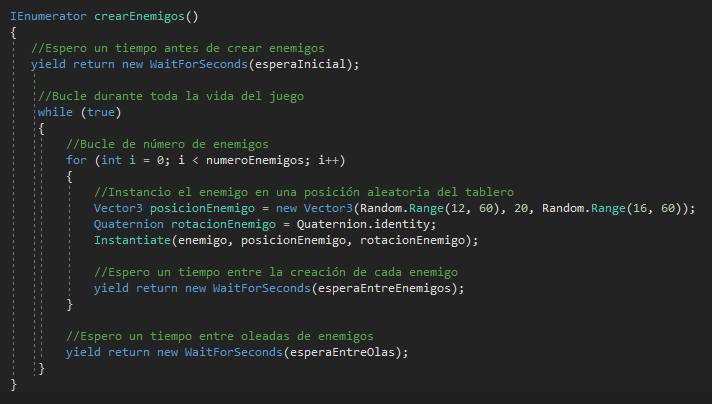 IEnumerator crearEnemigos()
{
//Espero un tiempo antes de crear enemigos
yield return new WaitForSeconds(esperaInicial);
//Bucle durante toda la vida del juego
while (true)
{
//Bucle de número de enemigos
for (int i = 0; i < numeroEnemigos; i++)
{
//Instancio el enemigo en una posición aleatoria del tablero
Vector3 posicionEnemigo = new Vector3(Random.Range(12, 60), 20, Random.Range(16, 60));
Quaternion rotacionEnemigo = Quaternion.identity;
Instantiate(enemigo, posicionEnemigo, rotacionEnemigo);
//Espero un tiempo entre la creación de cada enemigo
yield return new WaitForSeconds(esperaEntreEnemigos);
}
//Espero un tiempo entre oleadas de enemigos
yield return new WaitForSeconds(esperaEntreOlas);
}
}